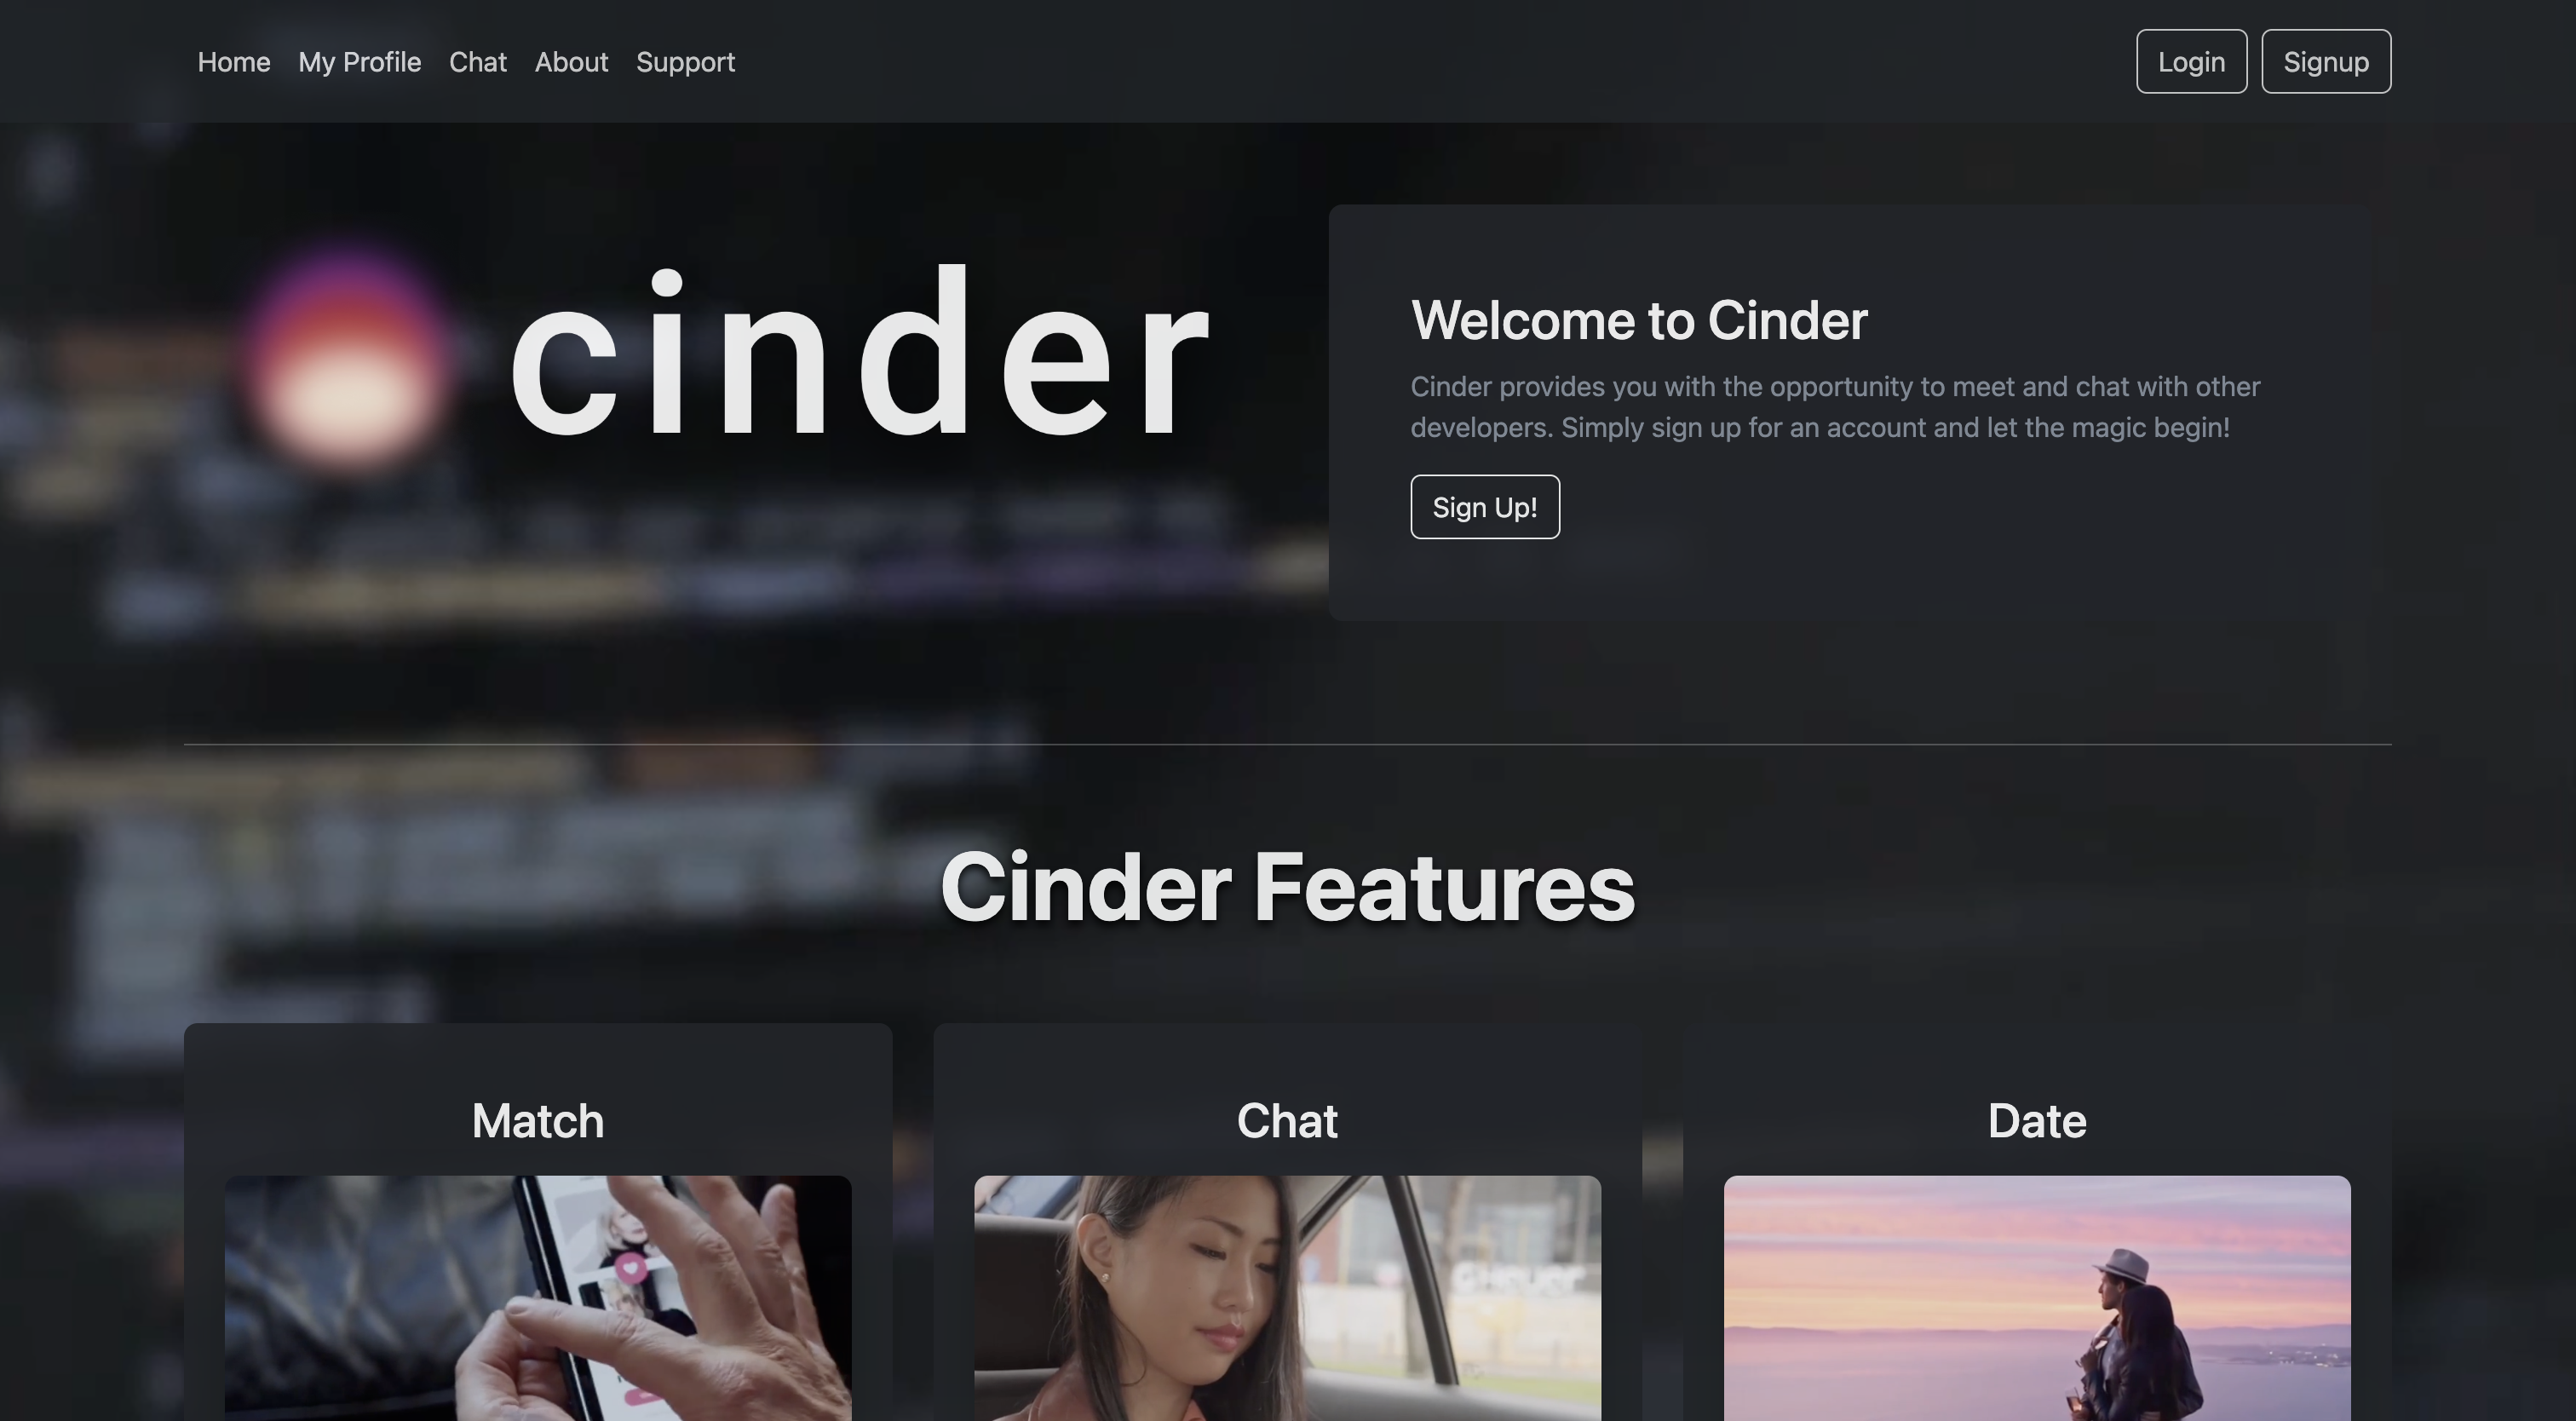 Home My Profile Chat About Support Login Signup
cinder
Welcome to Cinder
Cinder provides you with the opportunity to meet and chat with other
developers. Simply sign up for an account and let the magic begin!
Sign Up!
Cinder Features
Match Chat Date